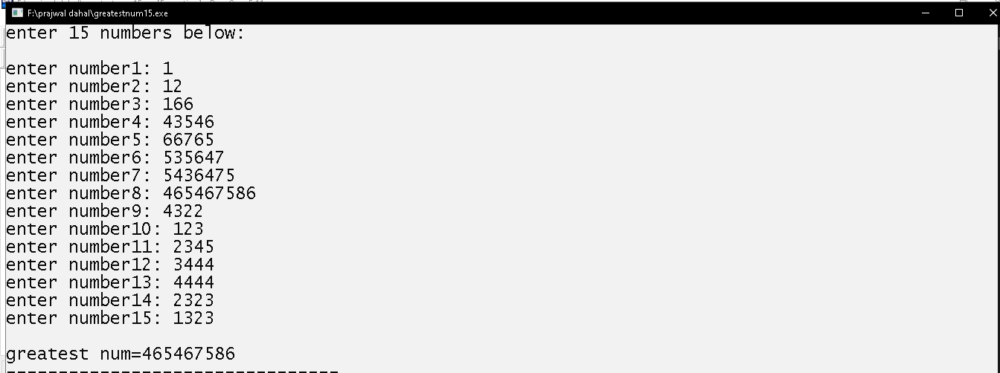 F:\prajwal dahal\greatestnum15.exe
enter 15 numbers below:
enter number1: 1
enter number2: 12
enter number3: 166
enter number4: 43546
enter number5: 66765
enter number6: 535647
enter number7: 5436475
enter number8: 465467586
enter number9: 4322
enter number10: 123
enter number11: 2345
enter number12: 3444
enter number13: 4444
enter number14: 2323
enter number15: 1323
greatest num=465467586
--------------------------------